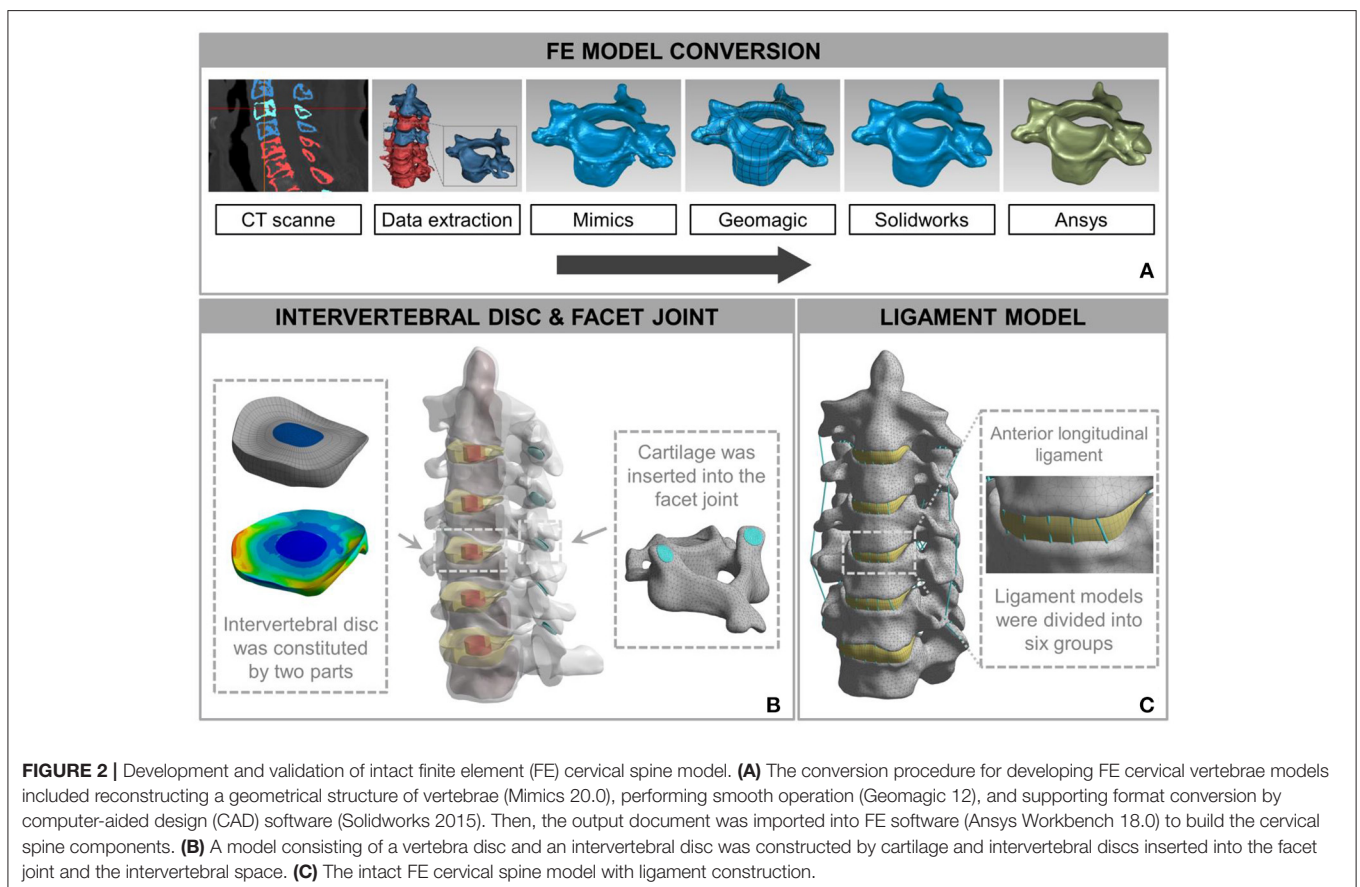 FE MODEL CONVERSION
CT scanne
Data extraction
Mimics
Geomagic
Solidworks
Ansys
A
INTERVERTEBRAL DISC & FACET JOINT
Intervertebral disc
was constituted
by two parts
Cartilage was
inserted into the
facet joint
B
LIGAMENT MODEL
Anterior longitudinal
ligament
Ligament models
were divided into
six groups
C
FIGURE 2 | Development and validation of intact finite element (FE) cervical spine model. (A) The conversion procedure for developing FE cervical vertebrae models
included reconstructing a geometrical structure of vertebrae (Mimics 20.0), performing smooth operation (Geomagic 12), and supporting format conversion by
computer-aided design (CAD) software (Solidworks 2015). Then, the output document was imported into FE software (Ansys Workbench 18.0) to build the cervical
spine components. (B) A model consisting of a vertebra disc and an intervertebral disc was constructed by cartilage and intervertebral discs inserted into the facet
joint and the intervertebral space. (C) The intact FE cervical spine model with ligament construction.